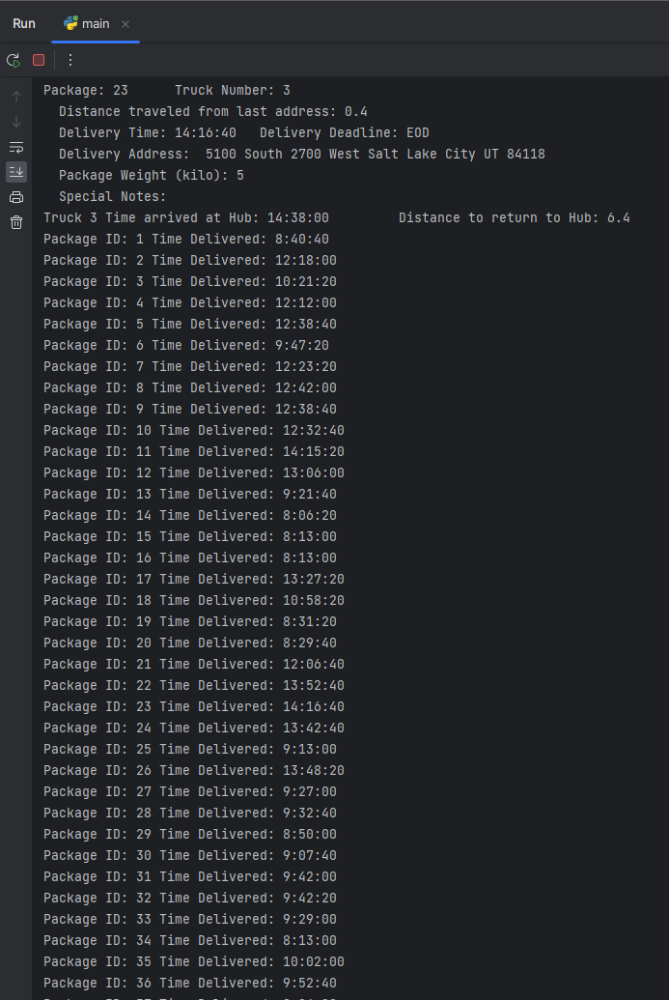 Run main
Package: 23 Truck Number: 3
Distance traveled from last address: 0.4
Delivery Time: 14:16:40 Delivery Deadline: EOD
Delivery Address: 5100 South 2700 West Salt Lake City UT 84118
Package Weight (kilo): 5
Special Notes:
Truck 3 Time arrived at Hub: 14:38:00 Distance to return to Hub: 6.4
Package ID: 1 Time Delivered: 8:40:40
Package ID: 2 Time Delivered: 12:18:00
Package ID: 3 Time Delivered: 10:21:20
Package ID: 4 Time Delivered: 12:12:00
Package ID: 5 Time Delivered: 12:38:40
Package ID: 6 Time Delivered: 9:47:20
Package ID: 7 Time Delivered: 12:23:20
Package ID: 8 Time Delivered: 12:42:00
Package ID: 9 Time Delivered: 12:38:40
Package ID: 10 Time Delivered: 12:32:40
Package ID: 11 Time Delivered: 14:15:20
Package ID: 12 Time Delivered: 13:06:00
Package ID: 13 Time Delivered: 9:21:40
Package ID: 14 Time Delivered: 8:06:20
Package ID: 15 Time Delivered: 8:13:00
Package ID: 16 Time Delivered: 8:13:00
Package ID: 17 Time Delivered: 13:27:20
Package ID: 18 Time Delivered: 10:58:20
Package ID: 19 Time Delivered: 8:31:20
Package ID: 20 Time Delivered: 8:29:40
Package ID: 21 Time Delivered: 12:06:40
Package ID: 22 Time Delivered: 13:52:40
Package ID: 23 Time Delivered: 14:16:40
Package ID: 24 Time Delivered: 13:42:40
Package ID: 25 Time Delivered: 9:13:00
Package ID: 26 Time Delivered: 13:48:20
Package ID: 27 Time Delivered: 9:27:00
Package ID: 28 Time Delivered: 9:32:40
Package ID: 29 Time Delivered: 8:50:00
Package ID: 30 Time Delivered: 9:07:40
Package ID: 31 Time Delivered: 9:42:00
Package ID: 32 Time Delivered: 9:42:20
Package ID: 33 Time Delivered: 9:29:00
Package ID: 34 Time Delivered: 8:13:00
Package ID: 35 Time Delivered: 10:02:00
Package ID: 36 Time Delivered: 9:52:40